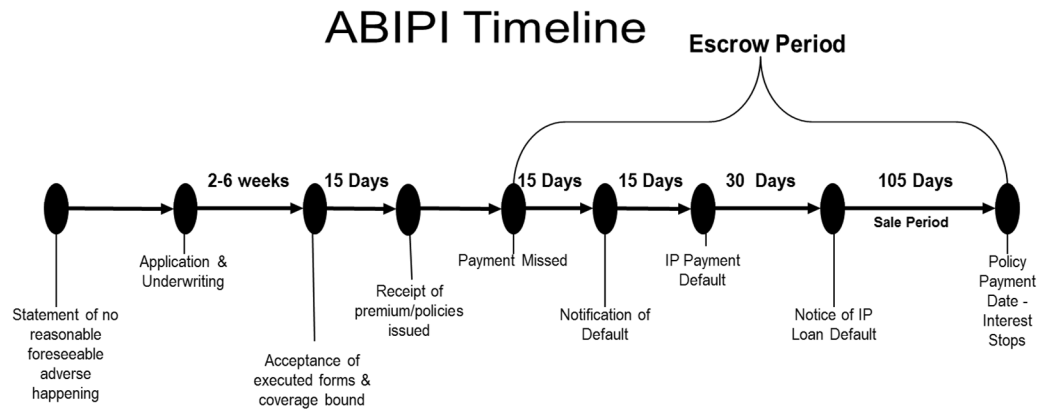 ABIPI Timeline
Escrow Period
2-6 weeks
15 Days
15 Days
15 Days
30 Days
105 Days
Sale Period
Statement of no
reasonable
foreseeable
adverse
happening
Application &
Underwriting
Acceptance of
executed forms &
coverage bound
Receipt of
premium/policies
issued
Payment Missed
Notification of
Default
IP Payment
Default
Notice of IP
Loan Default
Policy
Payment
Date -
Interest
Stops